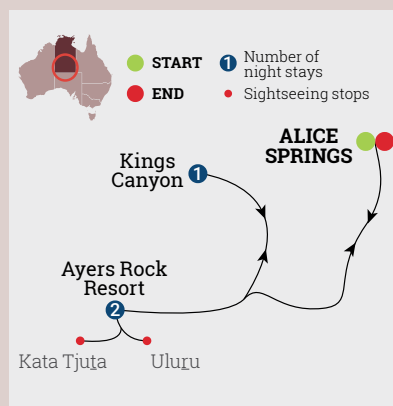 START
1 Number of
night stays
END
Sightseeing stops
ALICE
SPRINGS
Kings
Canyon 1
Ayers Rock
Resort
2
Kata Tjuṯa
Uluṟu